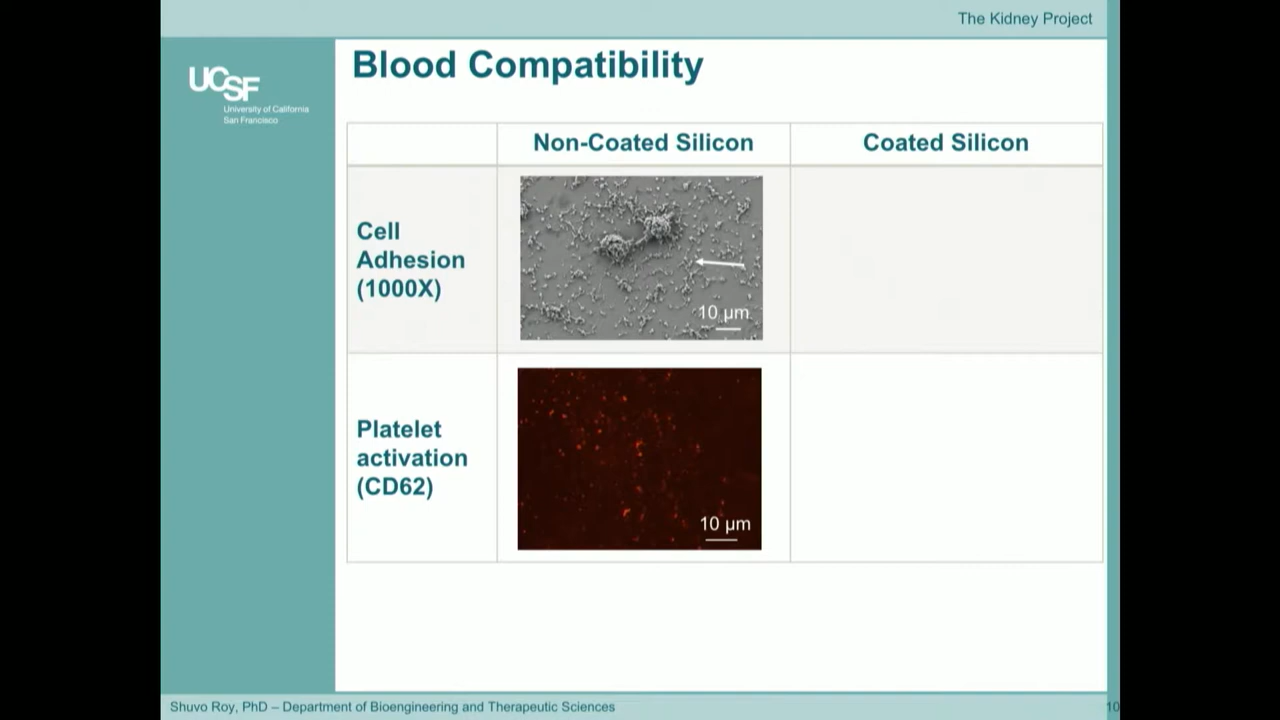 The Kidney Project
UCSF
University of California
San Francisco
Blood Compatibility
Non-Coated Silicon
Coated Silicon
Cell
Adhesion
(1000X)
10 µm
Platelet
activation
(CD62)
10 µm
Shuvo Roy, PhD – Department of Bioengineering and Therapeutic Sciences
10